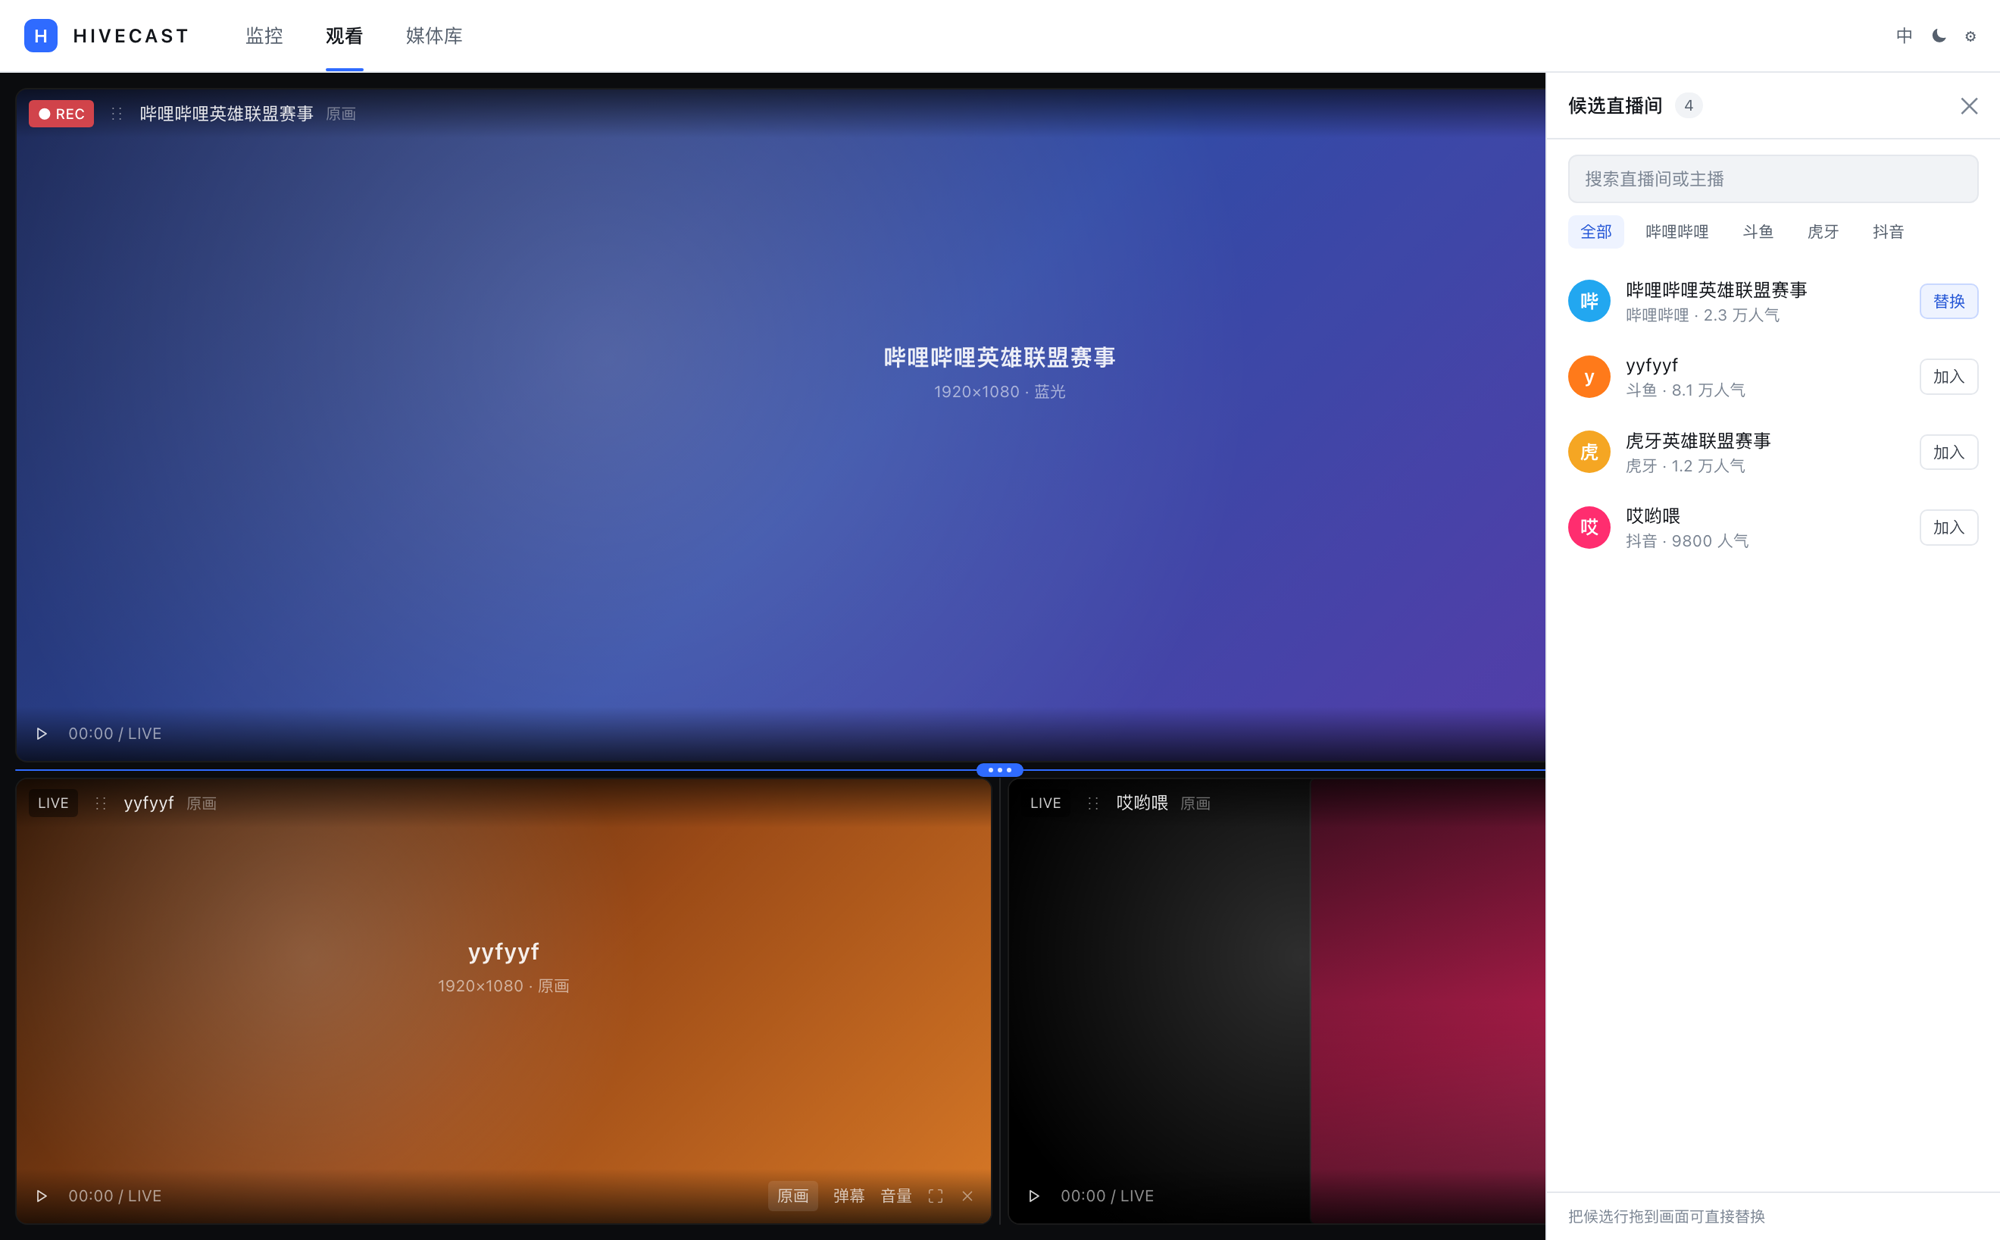 H HIVECAST 监控 观看 媒体库 中
REC 哔哩哔哩英雄联盟赛事 原画
哔哩哔哩英雄联盟赛事
1920×1080 · 蓝光
00:00 / LIVE
LIVE yyfyyf 原画
yyfyyf
1920×1080 · 原画
00:00 / LIVE 原画 弹幕 音量
LIVE 哎哟喂 原画
00:00 / LIVE
候选直播间 4
搜索直播间或主播
全部 哔哩哔哩 斗鱼 虎牙 抖音
哔 哔哩哔哩英雄联盟赛事 替换
哔哩哔哩 · 2.3 万人气
y yyfyyf 加入
斗鱼 · 8.1 万人气
虎 虎牙英雄联盟赛事 加入
虎牙 · 1.2 万人气
哎 哎哟喂 加入
抖音 · 9800 人气
把候选行拖到画面可直接替换